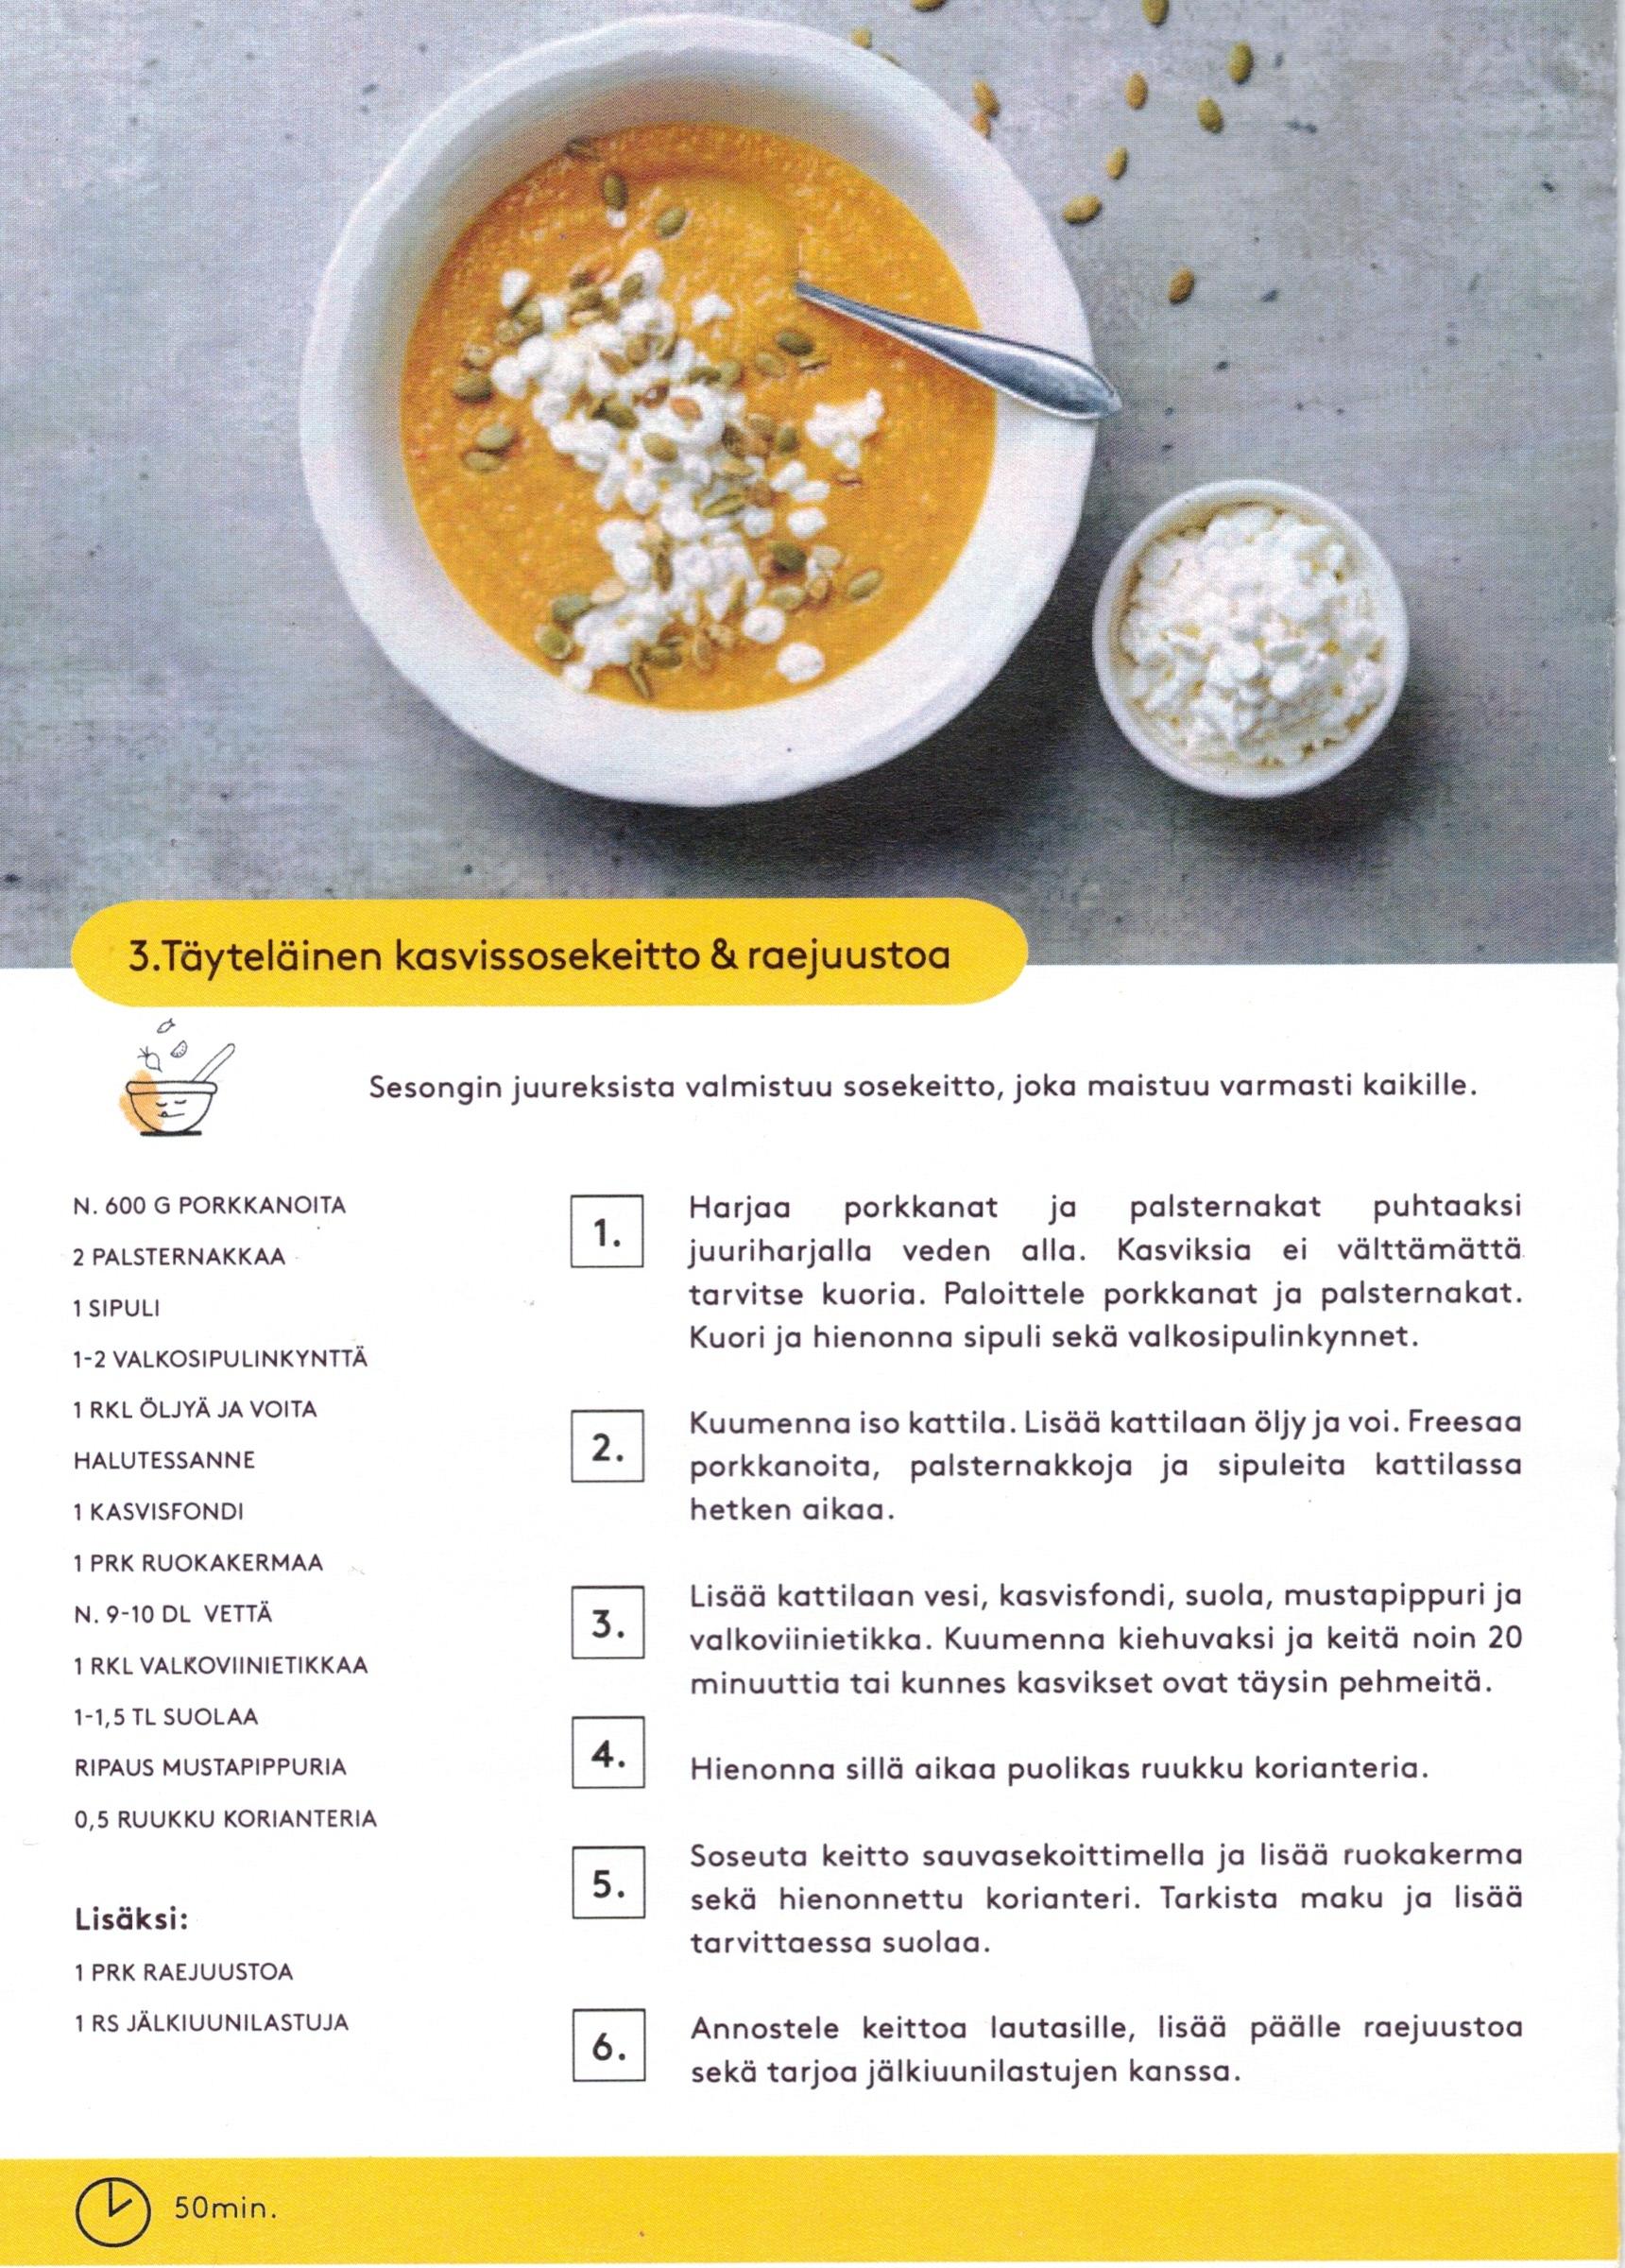 3.Täyteläinen kasvissosekeitto & raejuustoa
Sesongin juureksista valmistuu sosekeitto, joka maistuu varmasti kaikille.
N. 600 G PORKKANOITA
2 PALSTERNAKKAA
1 SIPULI
1-2 VALKOSIPULINKYNTTÄ
1 RKL ÖLJYÄ JA VOITA
HALUTESSANNE
1 KASVISFONDI
1 PRK RUOKAKERMAA
N. 9-10 DL VETTÄ
1 RKL VALKOVIINIETIKKAA
1-1,5 TL SUOLAA
RIPAUS MUSTAPIPPURIA
0,5 RUUKKU KORIANTERIA
Lisäksi:
1 PRK RAEJUUSTOA
1 RS JÄLKIUUNILASTUJA
1.
Harjaa porkkanat ja palsternakat puhtaaksi
juuriharjalla veden alla. Kasviksia ei välttämättä
tarvitse kuoria. Paloittele porkkanat ja palsternakat.
Kuori ja hienonna sipuli sekä valkosipulinkynnet.
2.
Kuumenna iso kattila. Lisää kattilaan öljy ja voi. Freesaa
porkkanoita, palsternakkoja ja sipuleita kattilassa
hetken aikaa.
3.
Lisää kattilaan vesi, kasvisfondi, suola, mustapippuri ja
valkoviinietikka. Kuumenna kiehuvaksi ja keitä noin 20
minuuttia tai kunnes kasvikset ovat täysin pehmeitä.
4.
Hienonna sillä aikaa puolikas ruukku korianteria.
5.
Soseuta keitto sauvasekoittimella ja lisää ruokakerma
sekä hienonnettu korianteri. Tarkista maku ja lisää
tarvittaessa suolaa.
6.
Annostele keittoa lautasille, lisää päälle raejuustoa
sekä tarjoa jälkiuunilastujen kanssa.
50min.